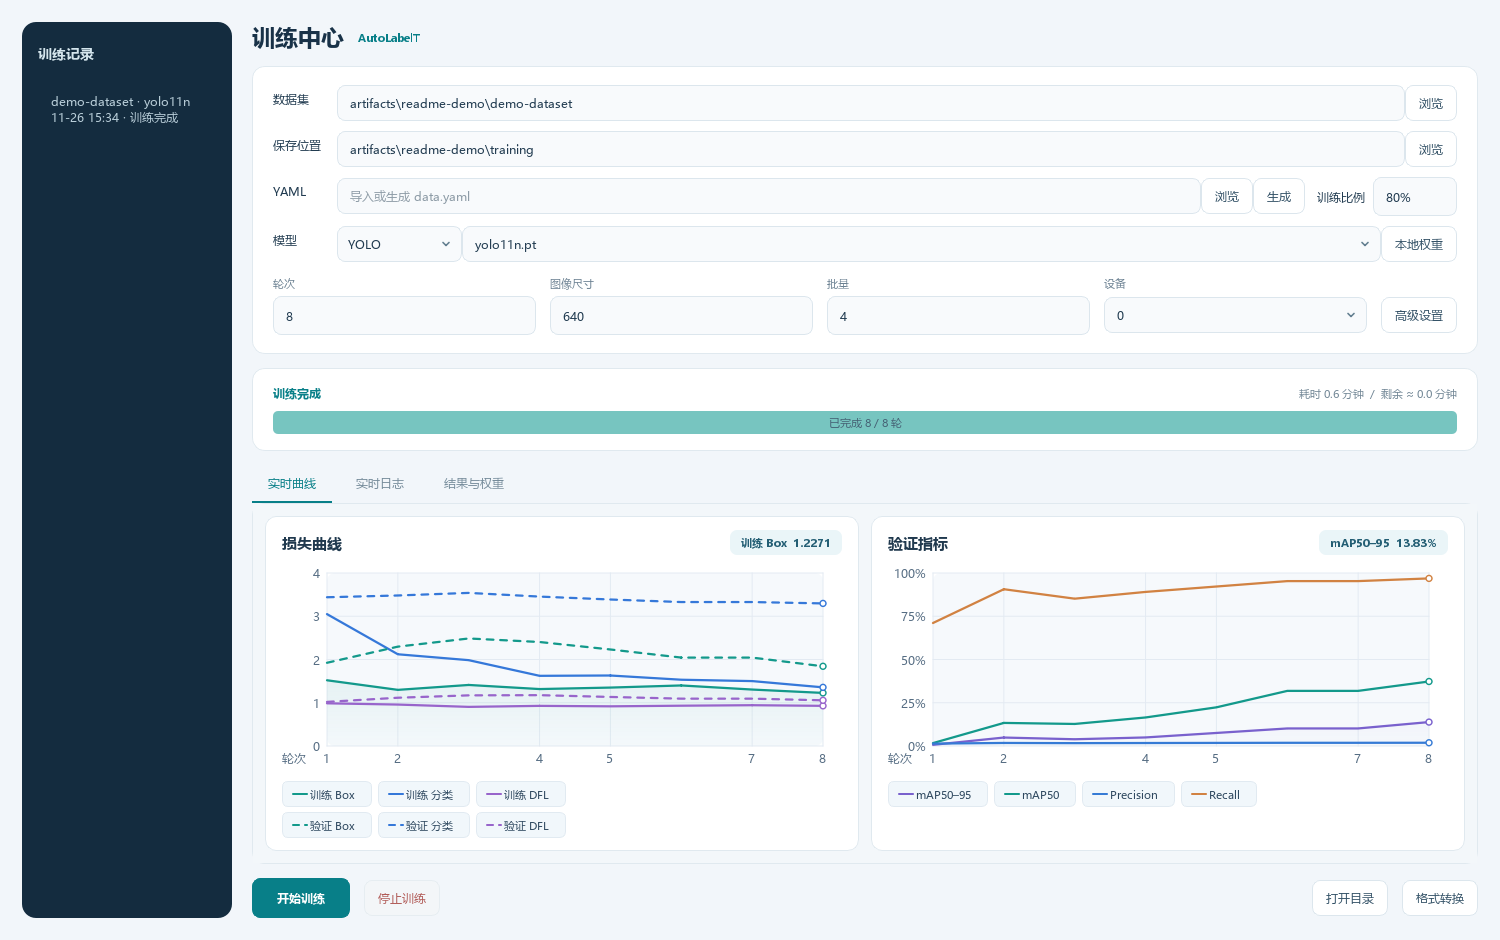 训练记录
demo-dataset · yolo11n
11-26 15:34 · 训练完成
训练中心
AutoLabelT
数据集
artifacts\readme-demo\demo-dataset
浏览
保存位置
artifacts\readme-demo\training
浏览
YAML
导入或生成 data.yaml
浏览
生成
训练比例
80%
模型
YOLO
yolo11n.pt
本地权重
轮次
图像尺寸
批量
设备
8
640
4
0
高级设置
训练完成
耗时 0.6 分钟 / 剩余 ≈ 0.0 分钟
已完成 8 / 8 轮
实时曲线
实时日志
结果与权重
损失曲线
训练 Box 1.2271
4
3
2
1
0
轮次 1 2 4 5 7 8
训练 Box
训练 分类
训练 DFL
验证 Box
验证 分类
验证 DFL
验证指标
mAP50–95 13.83%
100%
75%
50%
25%
0%
轮次 1 2 4 5 7 8
mAP50–95
mAP50
Precision
Recall
开始训练
停止训练
打开目录
格式转换